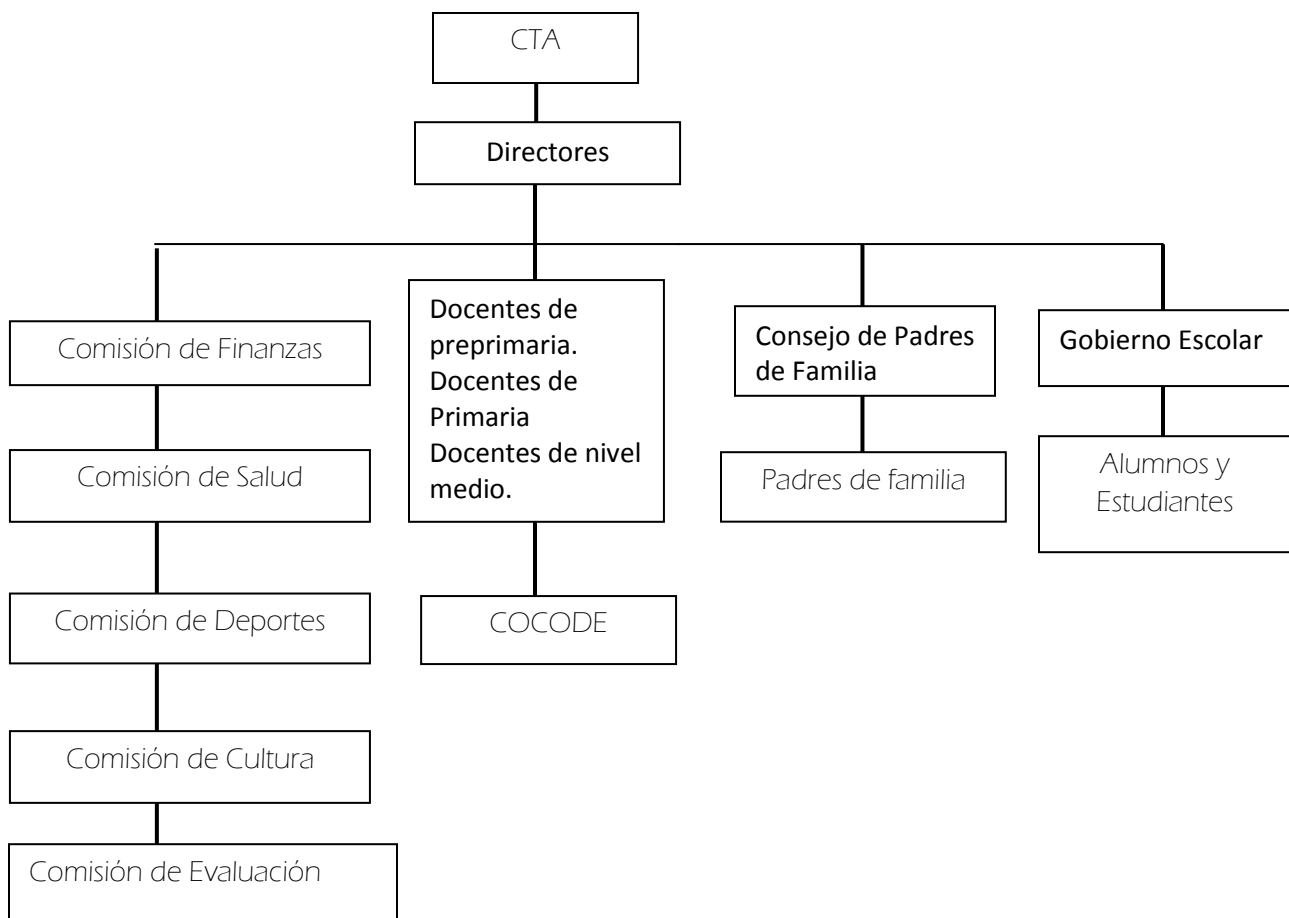 CTA
Directores
Comisión de Finanzas
Comisión de Salud
Comisión de Deportes
Comisión de Cultura
Comisión de Evaluación
Docentes de
preprimaria.
Docentes de
Primaria
Docentes de nivel
medio.
COCODE
Consejo de Padres
de Familia
Padres de familia
Gobierno Escolar
Alumnos y
Estudiantes